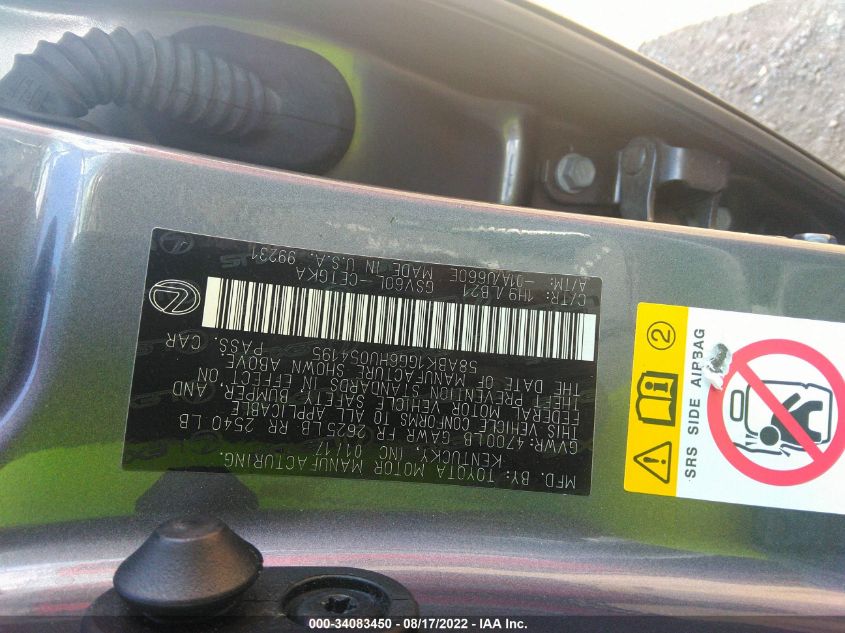 MFD. BY: TOYOTA MOTOR MANUFACTURING,
KENTUCKY, INC. 01/17
GVWR: 4700LB GAWR FR 2625LB RR 2540LB
THIS VEHICLE CONFORMS TO ALL APPLICABLE
FEDERAL MOTOR VEHICLE SAFETY, BUMPER, AND
THEFT PREVENTION STANDARDS IN EFFECT ON
THE DATE OF MANUFACTURE SHOWN ABOVE.
58ABK1GG6HU054195 PASS. CAR
C/TR: 1H9/LB21 GSV60L-CETGKA
A/TM: -01A/U660E MADE IN U.S.A. 99231
SRS SIDE AIRBAG
2
000-34083450 - 08/17/2022 - IAA Inc.